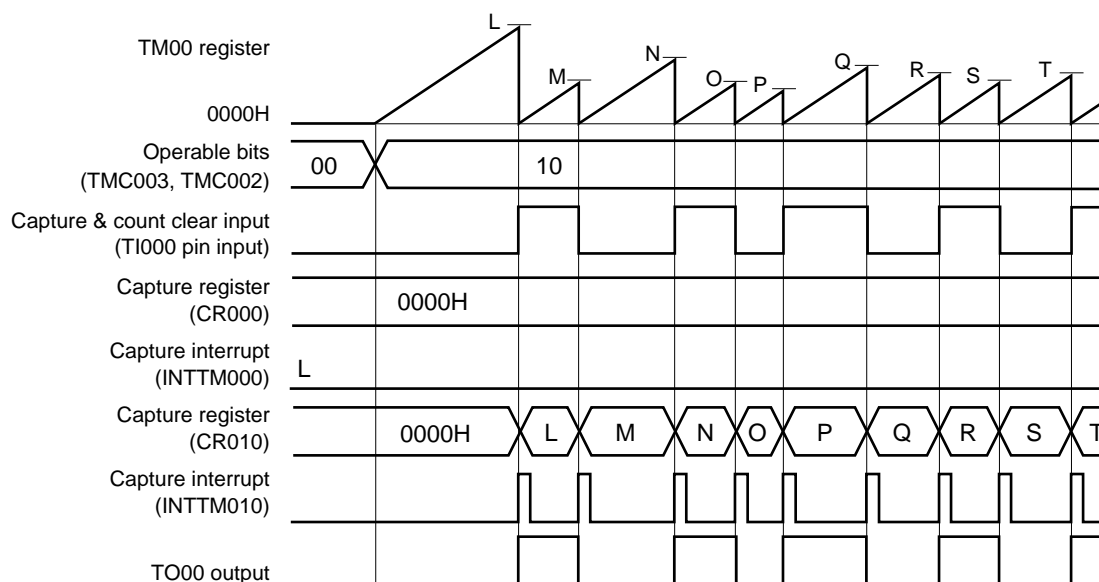 TM00 register
0000H
L
M
N
O
P
Q
R
S
T
Operable bits
(TMC003, TMC002)
00
10
Capture & count clear input
(TI000 pin input)
Capture register
(CR000)
0000H
Capture interrupt
(INTTM000)
L
Capture register
(CR010)
0000H
L
M
N
O
P
Q
R
S
T
Capture interrupt
(INTTM010)
TO00 output